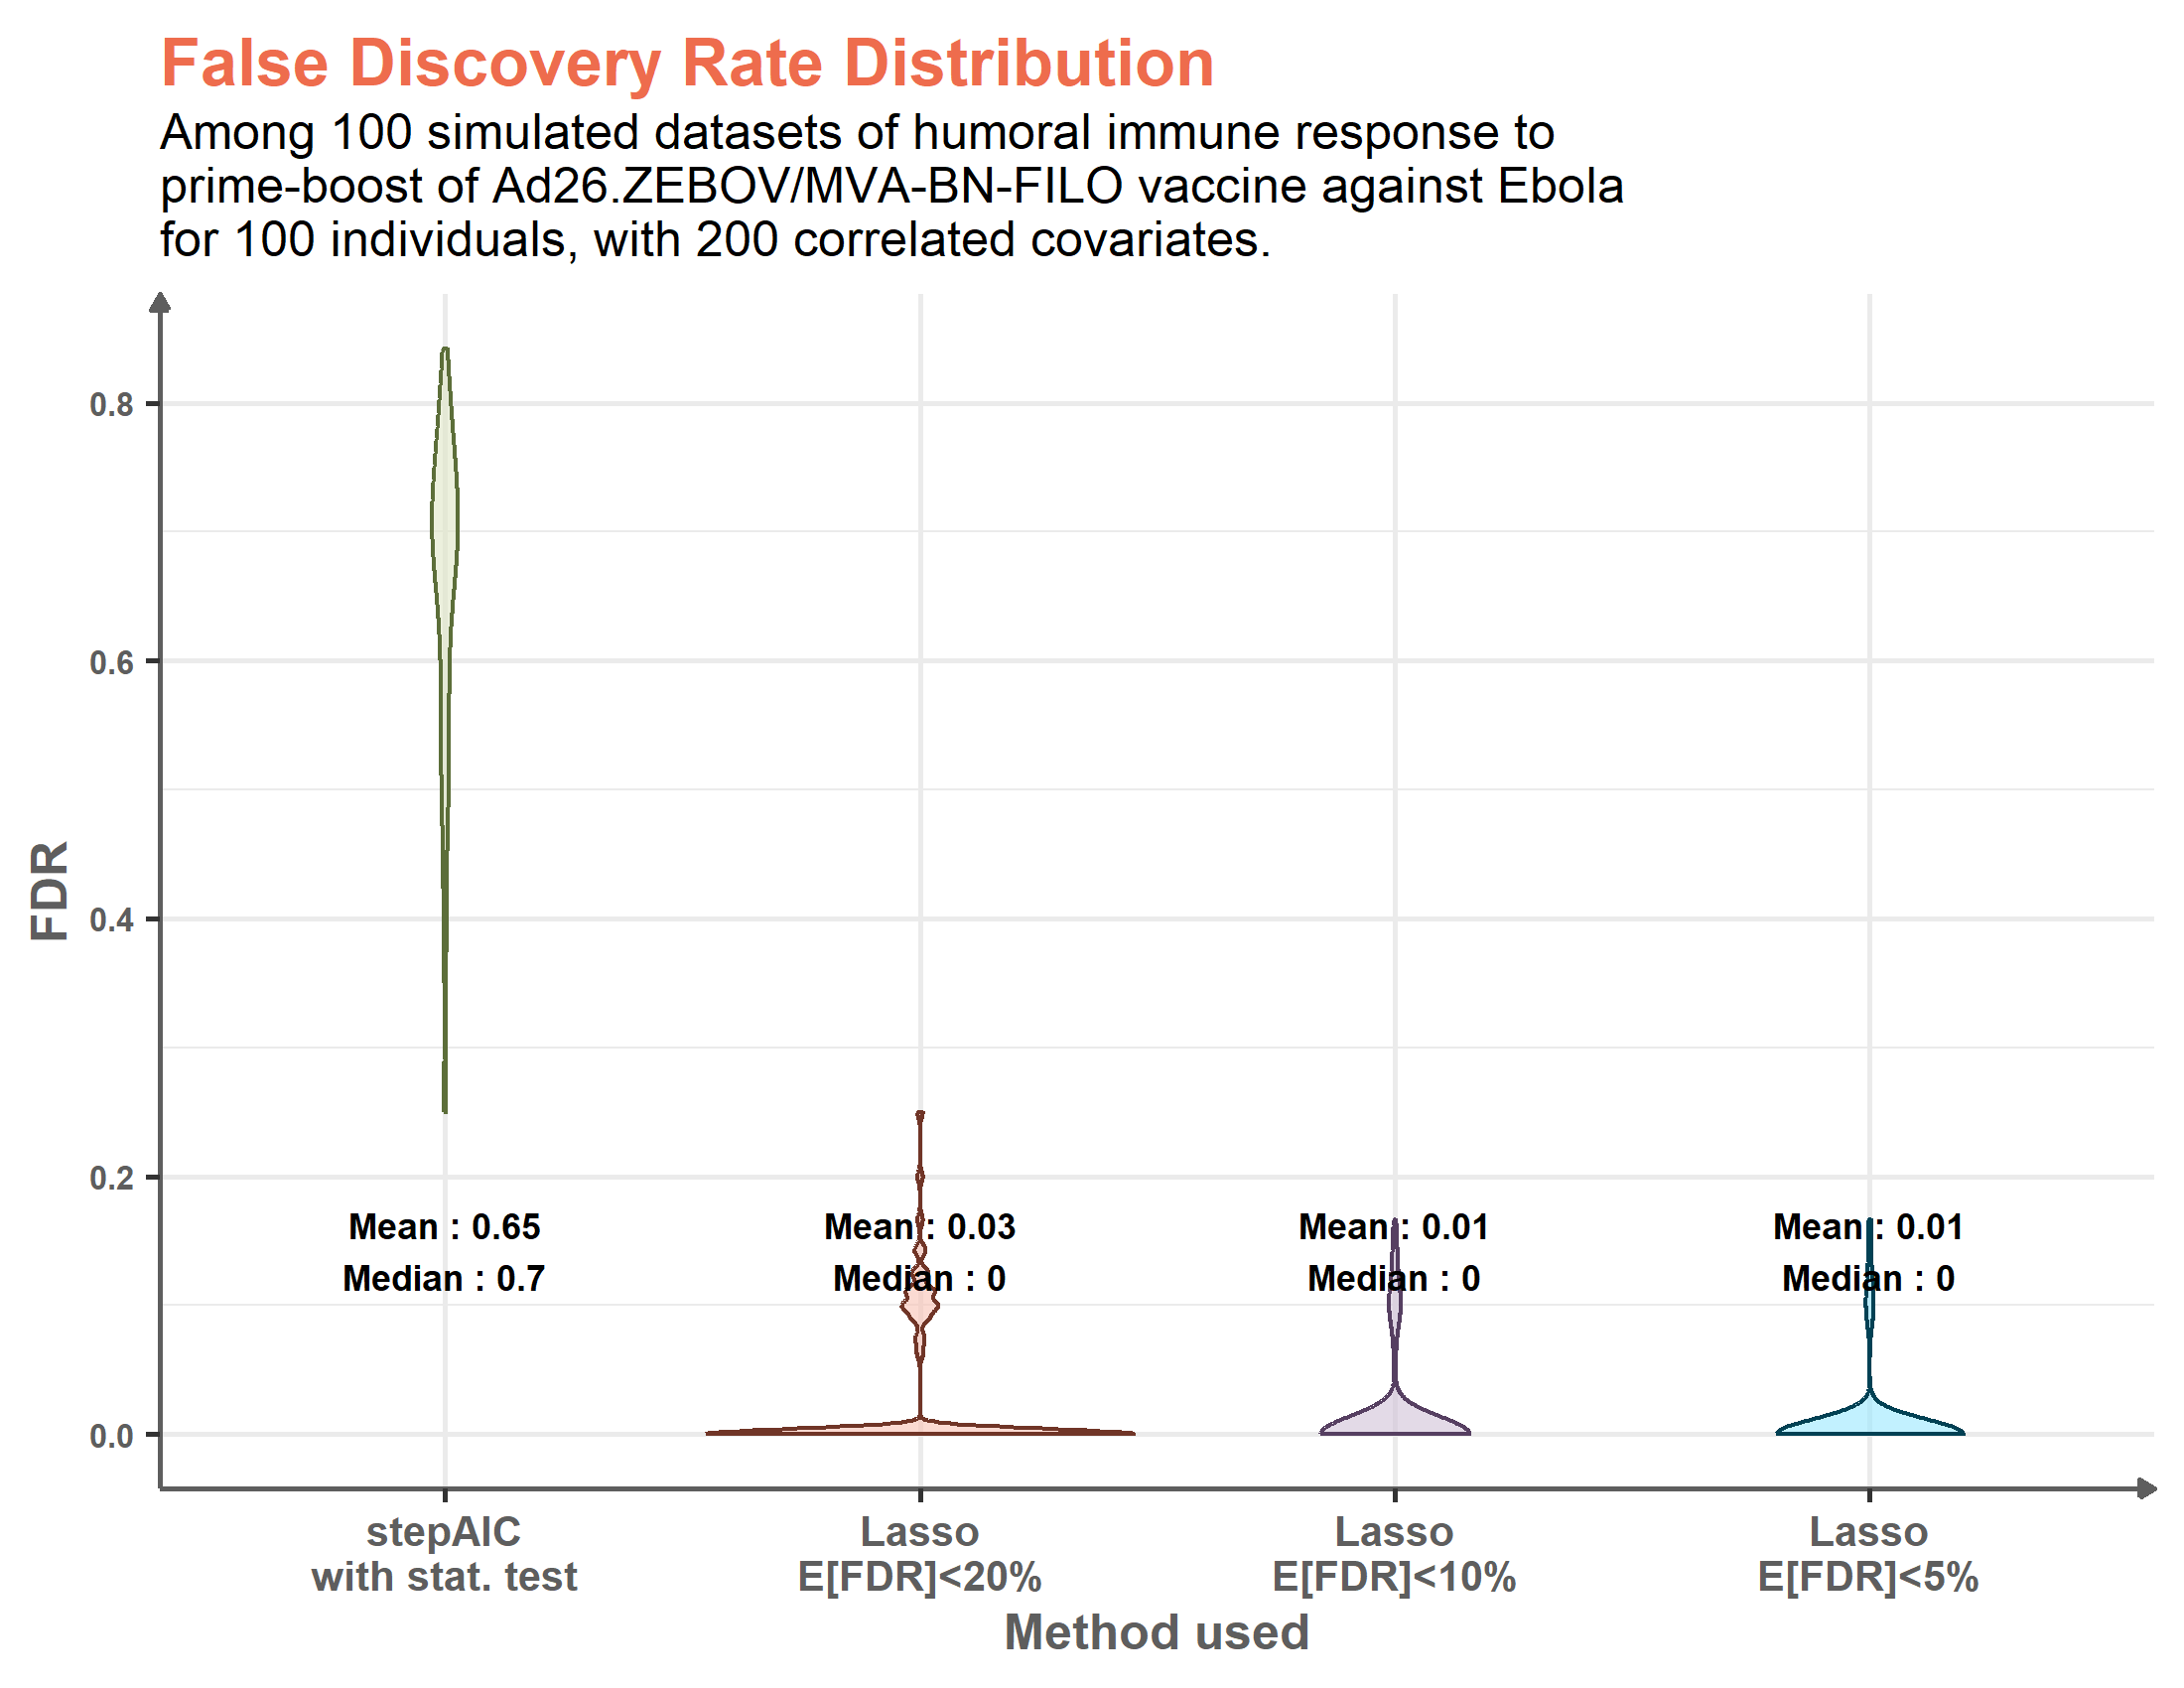 False Discovery Rate Distribution
Among 100 simulated datasets of humoral immune response to
prime-boost of Ad26.ZEBOV/MVA-BN-FILO vaccine against Ebola
for 100 individuals, with 200 correlated covariates.
FDR
0.8
0.6
0.4
0.2
0.0
Mean : 0.65
Median : 0.7
Mean : 0.03
Median : 0
Mean : 0.01
Median : 0
Mean : 0.01
Median : 0
stepAIC
with stat. test
Lasso
E[FDR]<20%
Lasso
E[FDR]<10%
Lasso
E[FDR]<5%
Method used